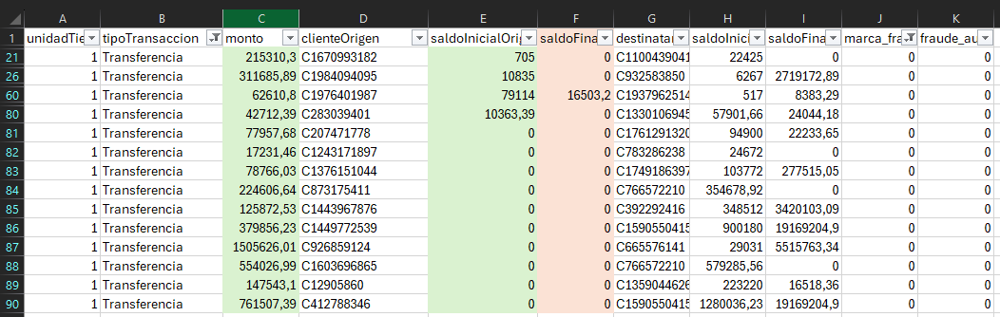 A B C D E F G H I J K
1 unidadTie tipoTransaccion monto clienteOrigen saldoInicialOrig saldoFina destinatar saldoInici saldoFina marca_fra fraude_au
21 1 Transferencia 215310,3 C1670993182 705 0 C1100439041 22425 0 0 0
26 1 Transferencia 311685,89 C1984094095 10835 0 C932583850 6267 2719172,89 0 0
60 1 Transferencia 62610,8 C1976401987 79114 16503,2 C1937962514 517 8383,29 0 0
80 1 Transferencia 42712,39 C283039401 10363,39 0 C1330106945 57901,66 24044,18 0 0
81 1 Transferencia 77957,68 C207471778 0 0 C1761291320 94900 22233,65 0 0
82 1 Transferencia 17231,46 C1243171897 0 0 C783286238 24672 0 0 0
83 1 Transferencia 78766,03 C1376151044 0 0 C1749186397 103772 277515,05 0 0
84 1 Transferencia 224606,64 C873175411 0 0 C766572210 354678,92 0 0 0
85 1 Transferencia 125872,53 C1443967876 0 0 C392292416 348512 3420103,09 0 0
86 1 Transferencia 379856,23 C1449772539 0 0 C1590550415 900180 19169204,9 0 0
87 1 Transferencia 1505626,01 C926859124 0 0 C665576141 29031 5515763,34 0 0
88 1 Transferencia 554026,99 C1603696865 0 0 C766572210 579285,56 0 0 0
89 1 Transferencia 147543,1 C12905860 0 0 C1359044626 223220 16518,36 0 0
90 1 Transferencia 761507,39 C412788346 0 0 C1590550415 1280036,23 19169204,9 0 0